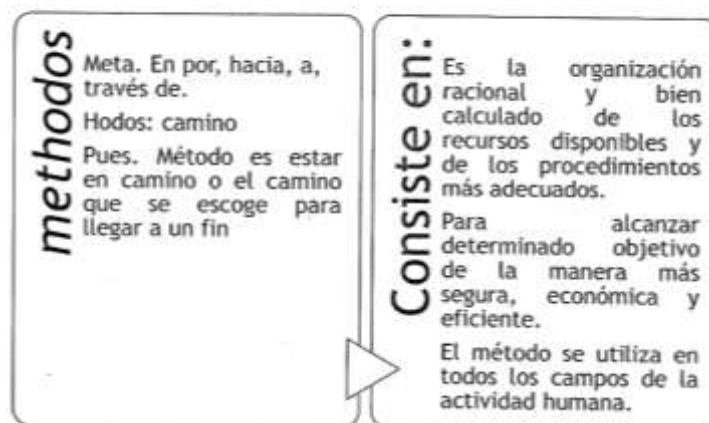 methodos
Meta. En por, hacia, a,
través de.
Hodos: camino
Pues. Método es estar
en camino o el camino
que se escoge para
llegar a un fin
Consiste en:
Es la organización
racional y bien
calculado de los
recursos disponibles y
de los procedimientos
más adecuados.
Para alcanzar
determinado objetivo
de la manera más
segura, económica y
eficiente.
El método se utiliza en
todos los campos de la
actividad humana.